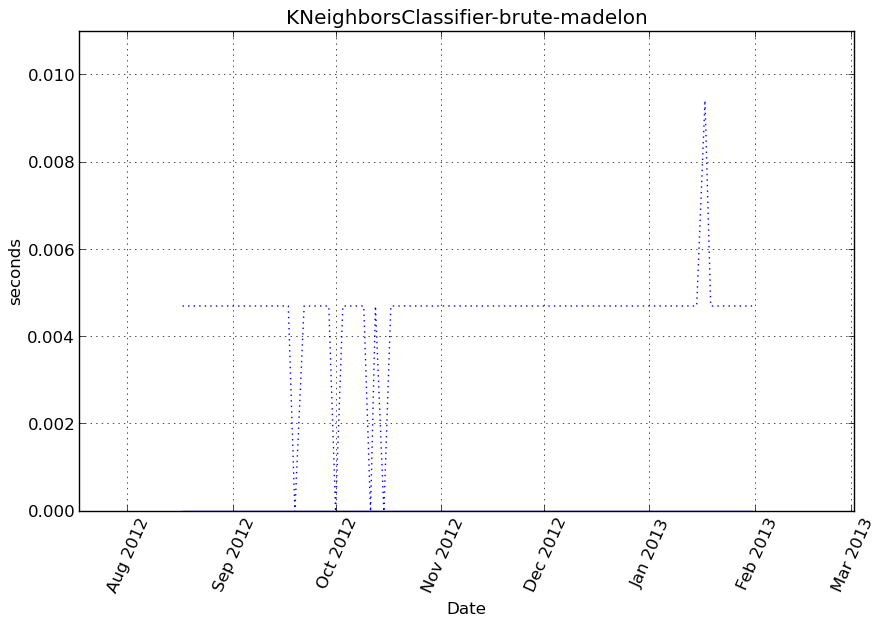 KNeighborsClassifier-brute-madelon
0.010
0.008
0.006
0.004
0.002
0.000
seconds
Aug 2012
Sep 2012
Oct 2012
Nov 2012
Dec 2012
Jan 2013
Feb 2013
Mar 2013
Date